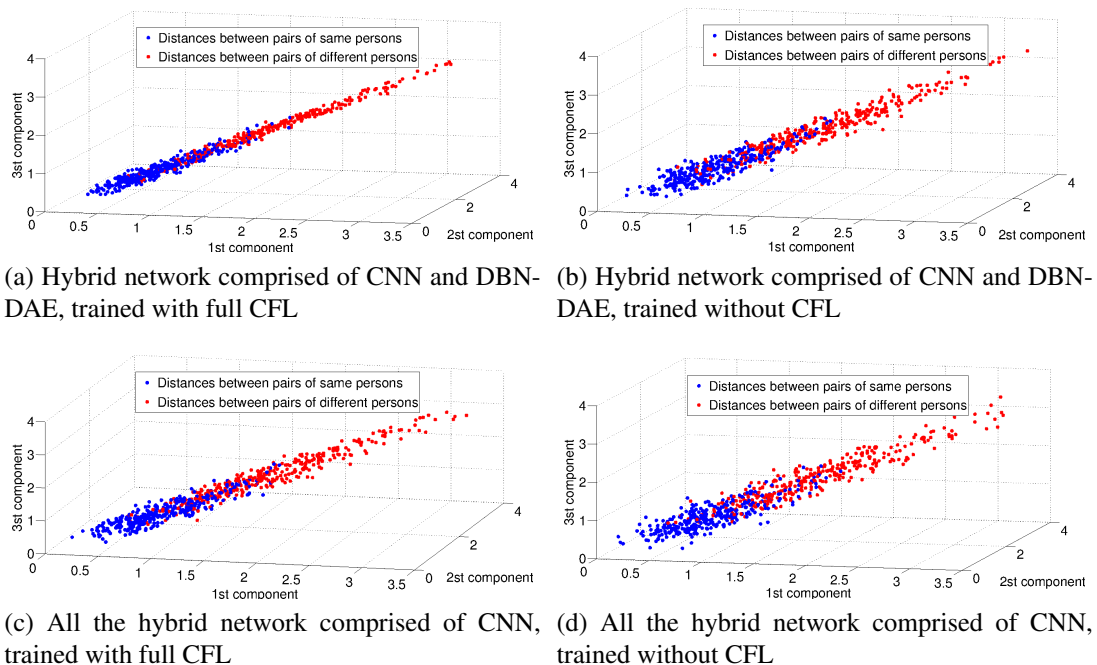 Distances between pairs of same persons
Distances between pairs of different persons
4
3
2
1
0
3st component
0.5
1
1.5
2
2.5
3
3.5
1st component
0
2
4
2st component
(a) Hybrid network comprised of CNN and DBN-
DAE, trained with full CFL
Distances between pairs of same persons
Distances between pairs of different persons
4
3
2
1
0
3st component
0
0.5
1
1.5
2
2.5
3
3.5
1st component
0
2
4
2st component
(b) Hybrid network comprised of CNN and DBN-
DAE, trained without CFL
Distances between pairs of same persons
Distances between pairs of different persons
4
3
2
1
0
3st component
0
0.5
1
1.5
2
2.5
3
3.5
1st component
0
2
4
2st component
(c) All the hybrid network comprised of CNN,
trained with full CFL
Distances between pairs of same persons
Distances between pairs of different persons
4
3
2
1
0
3st component
0
0.5
1
1.5
2
2.5
3
3.5
1st component
0
2
4
2st component
(d) All the hybrid network comprised of CNN,
trained without CFL